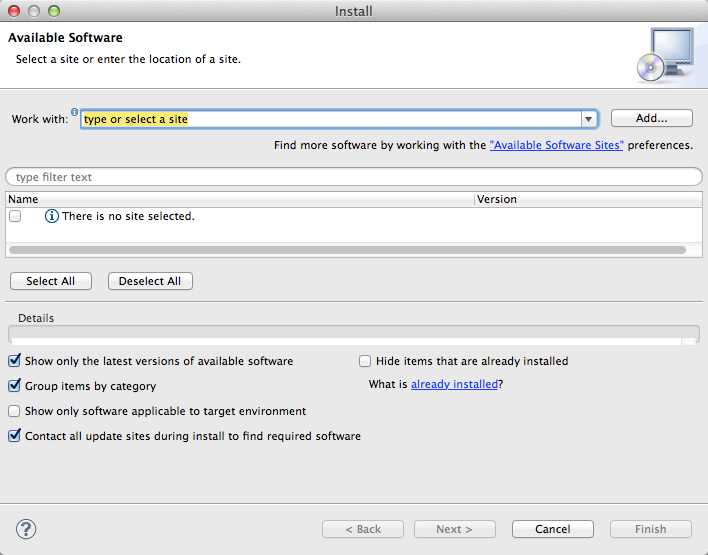 Install
Available Software
Select a site or enter the location of a site.
Work with: type or select a site Add...
Find more software by working with the "Available Software Sites" preferences.
type filter text
Name Version
There is no site selected.
Select All Deselect All
Details
Show only the latest versions of available software Hide items that are already installed
Group items by category What is already installed?
Show only software applicable to target environment
Contact all update sites during install to find required software
? < Back Next > Cancel Finish